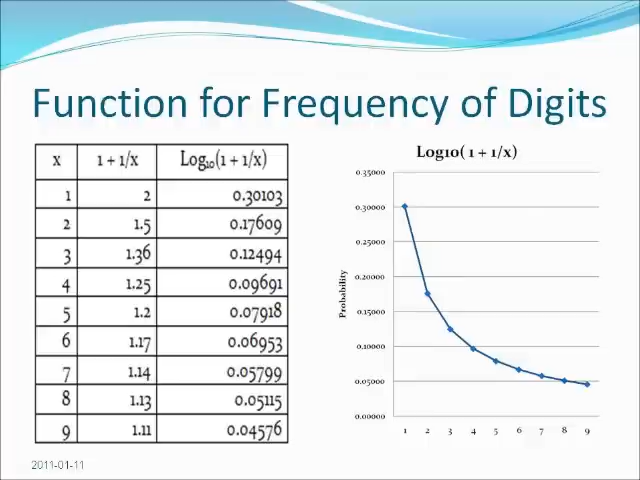 Function for Frequency of Digits
x 1 + 1/x Log₁₀(1 + 1/x)
1 2 0.30103
2 1.5 0.17609
3 1.36 0.12494
4 1.25 0.09691
5 1.2 0.07918
6 1.17 0.06953
7 1.14 0.05799
8 1.13 0.05115
9 1.11 0.04576
Log10( 1 + 1/x)
Probability
0.35000
0.30000
0.25000
0.20000
0.15000
0.10000
0.05000
0.00000
1 2 3 4 5 6 7 8 9
2011-01-11